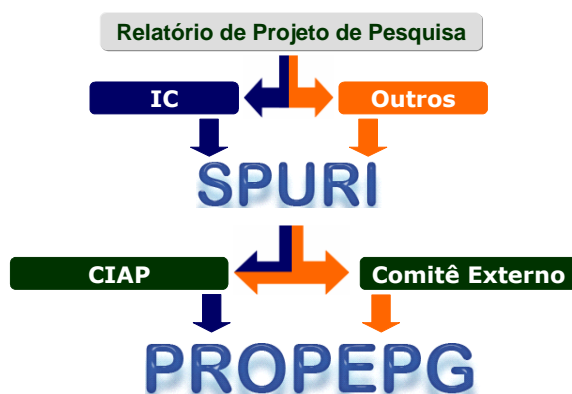 Relatório de Projeto de Pesquisa
IC Outros
SPURI
CIAP Comitê Externo
PROPEPG